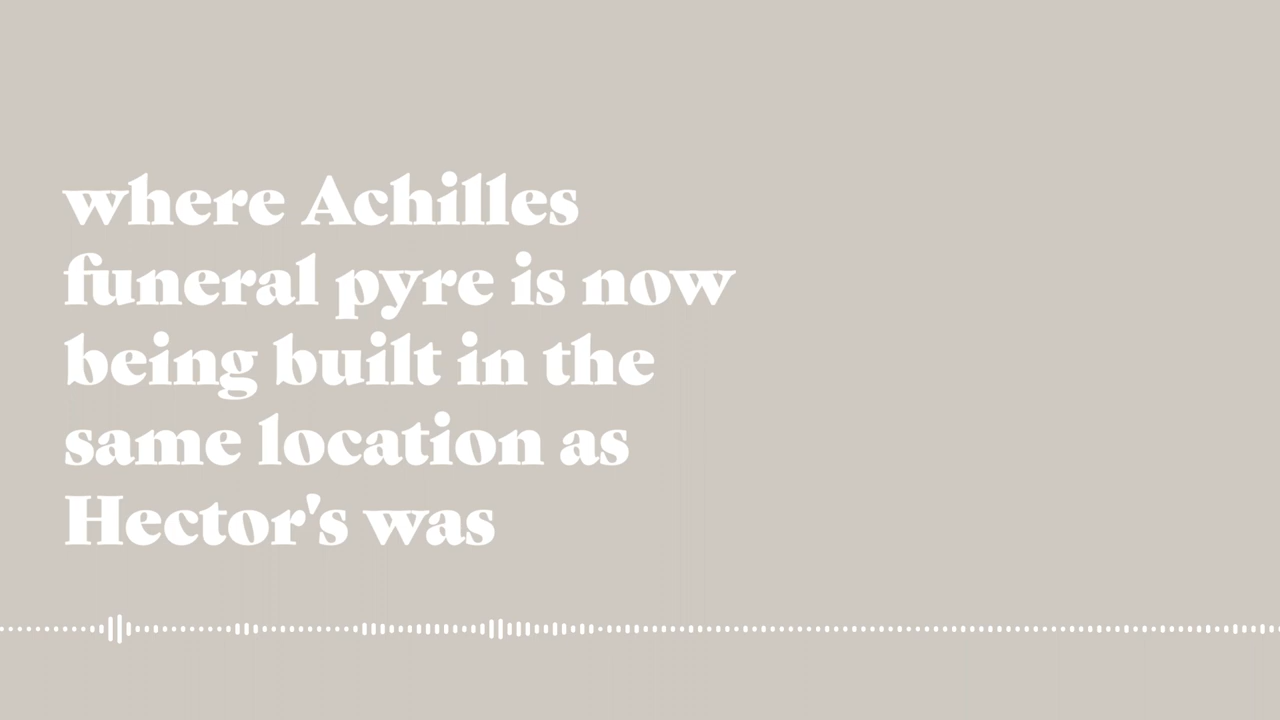 where Achilles
funeral pyre is now
being built in the
same location as
Hector's was